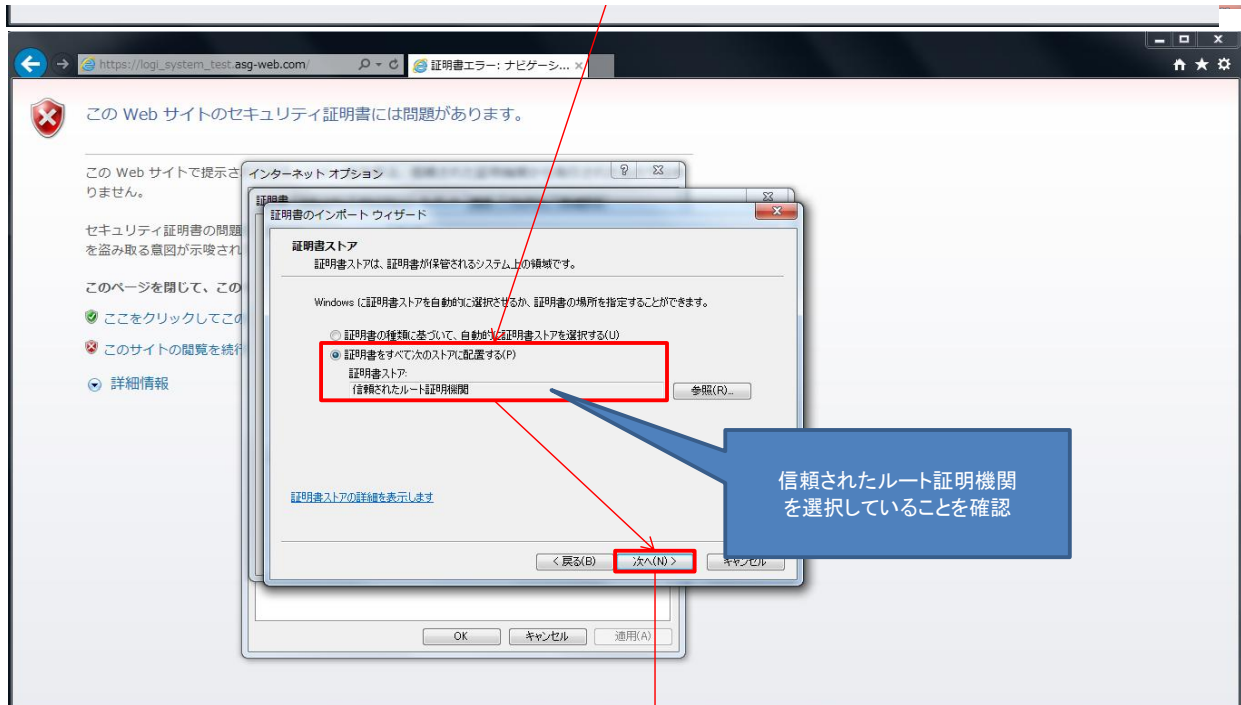 https://logi_system_test.asg-web.com/
証明書エラー: ナビゲーシ...
この Web サイトのセキュリティ証明書には問題があります。
この Web サイトで提示さ
りません。
セキュリティ証明書の問題
を盗み取る意図が示唆され
このページを閉じて、この
ここをクリックしてこの
このサイトの閲覧を続行
詳細情報
インターネット オプション
証明書
証明書のインポート ウィザード
証明書ストア
証明書ストアは、証明書が保管されるシステム上の領域です。
Windows に証明書ストアを自動的に選択させるか、証明書の場所を指定することができます。
証明書の種類に基づいて、自動的に証明書ストアを選択する(U)
証明書をすべて次のストアに配置する(P)
証明書ストア:
信頼されたルート証明機関
参照(R)...
信頼されたルート証明機関
を選択していることを確認
証明書ストアの詳細を表示します
< 戻る(B)
次へ(N) >
キャンセル
OK
キャンセル
適用(A)